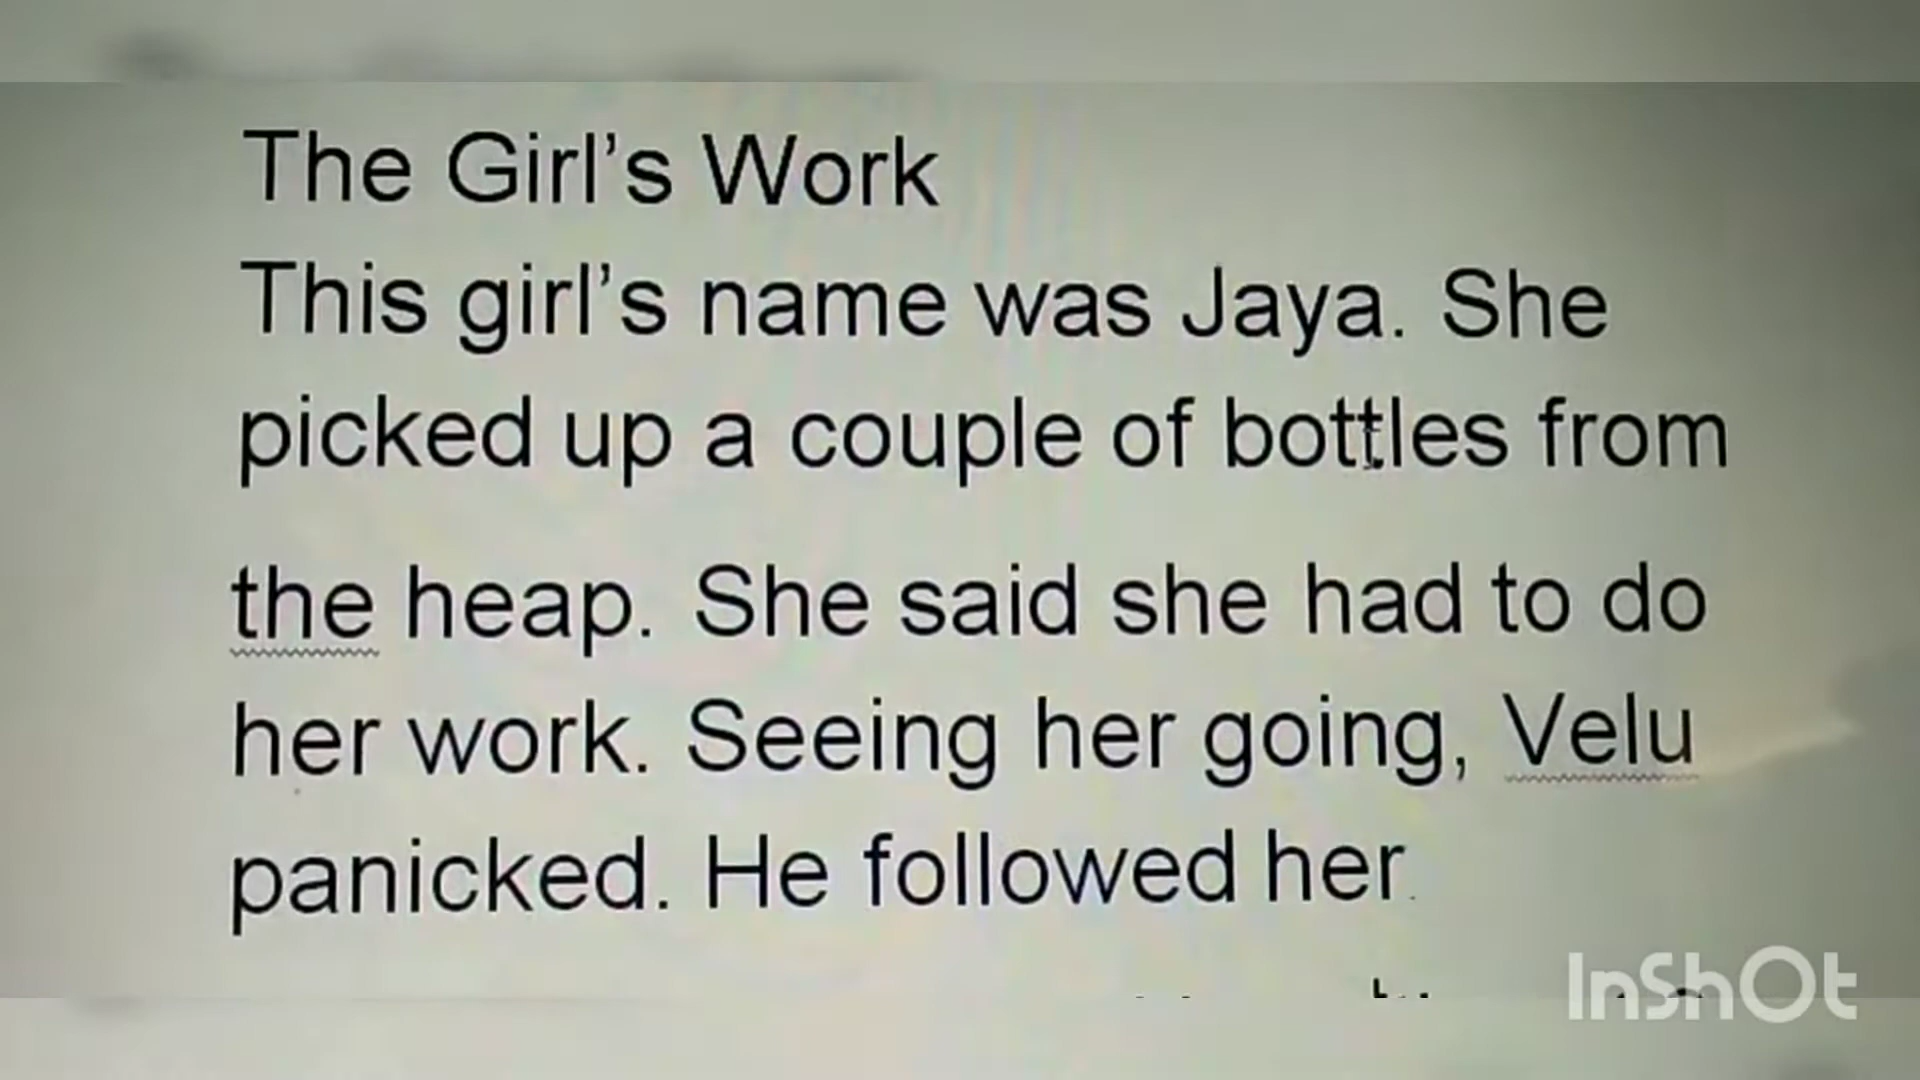 The Girl's Work
This girl's name was Jaya. She
picked up a couple of bottles from
the heap. She said she had to do
her work. Seeing her going, Velu
panicked. He followed her.
InShOt